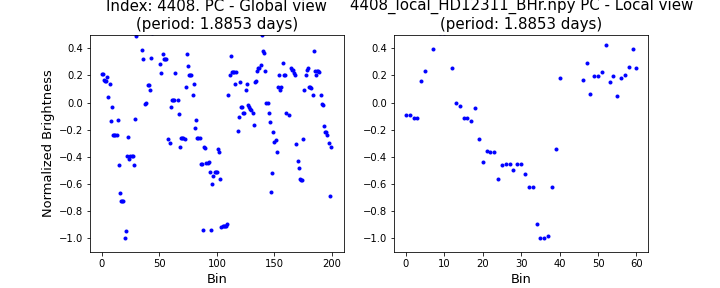 Index: 4408. PC - Global view
(period: 1.8853 days)
4408_local_HD12311_BHr.npy PC - Local view
(period: 1.8853 days)
Normalized Brightness
0.4
0.2
0.0
−0.2
−0.4
−0.6
−0.8
−1.0
0 50 100 150 200
Bin
0.4
0.2
0.0
−0.2
−0.4
−0.6
−0.8
−1.0
0 10 20 30 40 50 60
Bin